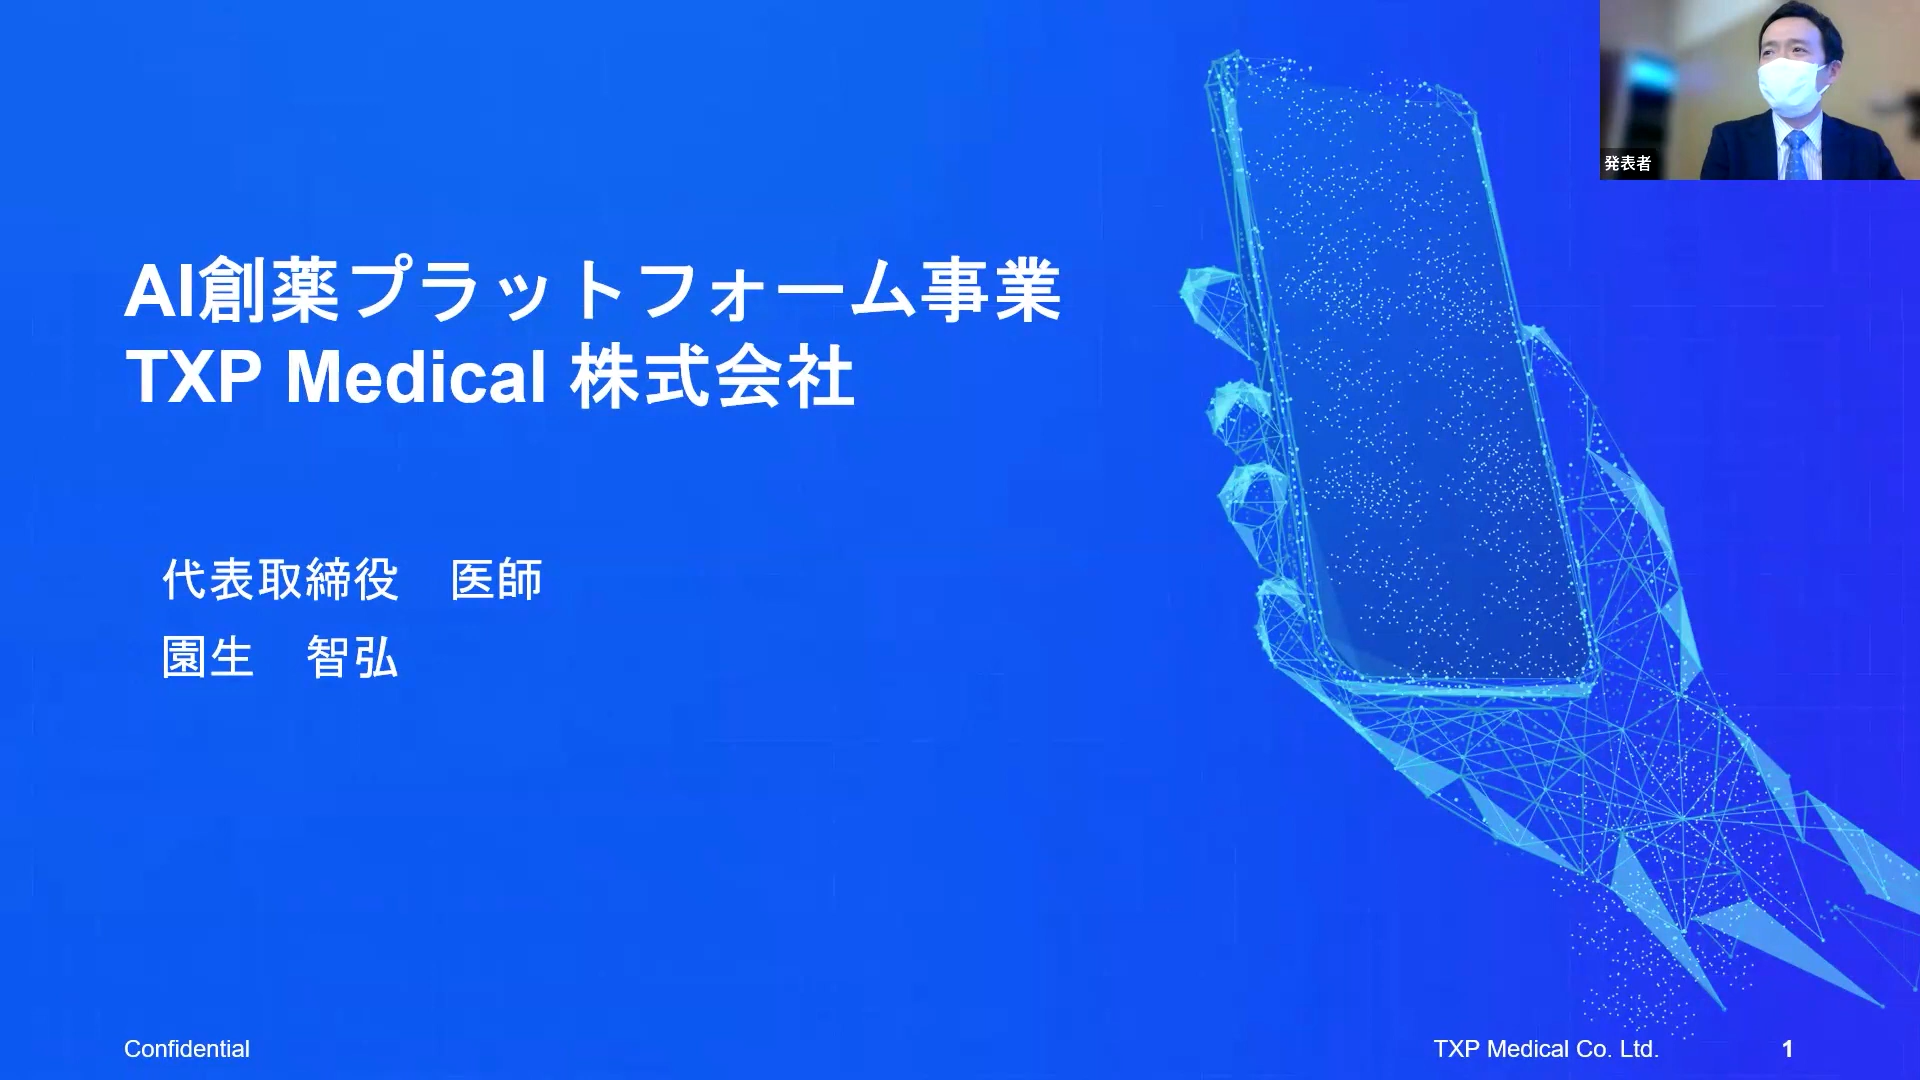 発表者
AI創薬プラットフォーム事業
TXP Medical 株式会社
代表取締役　医師
園生　智弘
Confidential
TXP Medical Co. Ltd.
1